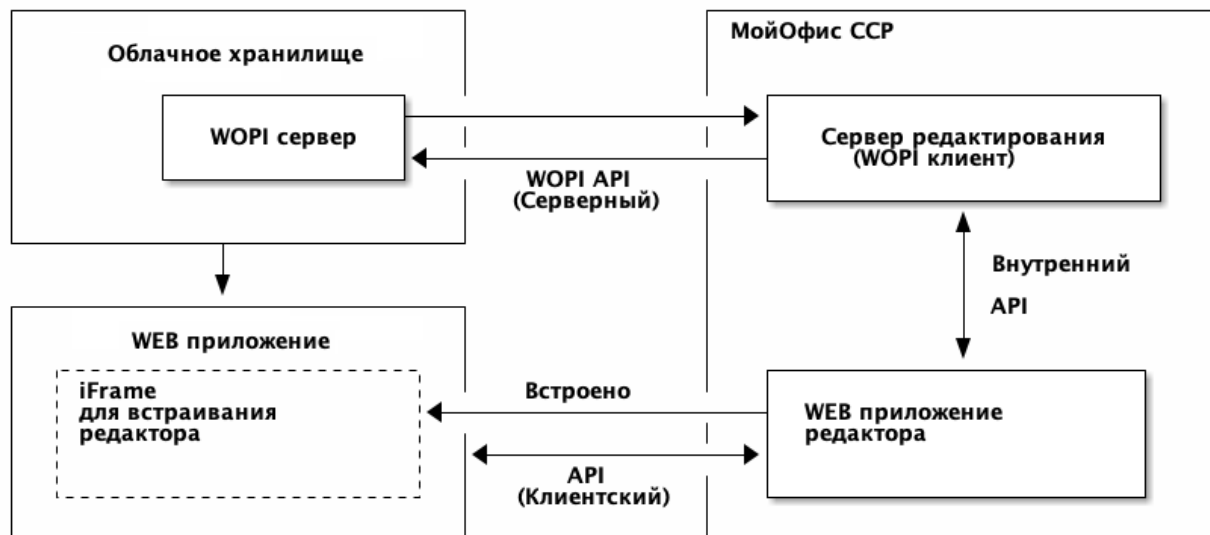 Облачное хранилище
WOPI сервер
МойОфис ССР
Сервер редактирования
(WOPI клиент)
WOPI API
(Серверный)
Внутренний
API
WEB приложение
iFrame
для встраивания
редактора
Встроено
API
(Клиентский)
WEB приложение
редактора